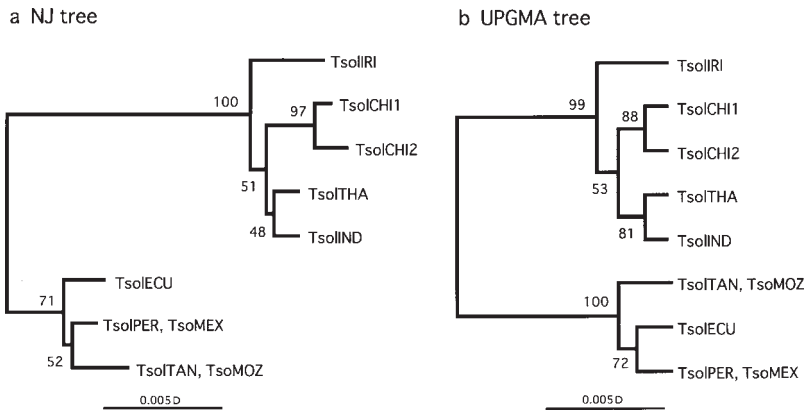 a NJ tree
TsolIRI
100
97
TsolCHI1
TsolCHI2
51
TsolTHA
48
TsolIND
TsolECU
71
TsolPER, TsoMEX
52
TsolTAN, TsoMOZ
0.005D
b UPGMA tree
TsolIRI
99
88
TsolCHI1
TsolCHI2
53
TsolTHA
81
TsolIND
TsolTAN, TsoMOZ
100
TsolECU
72
TsolPER, TsoMEX
0.005D